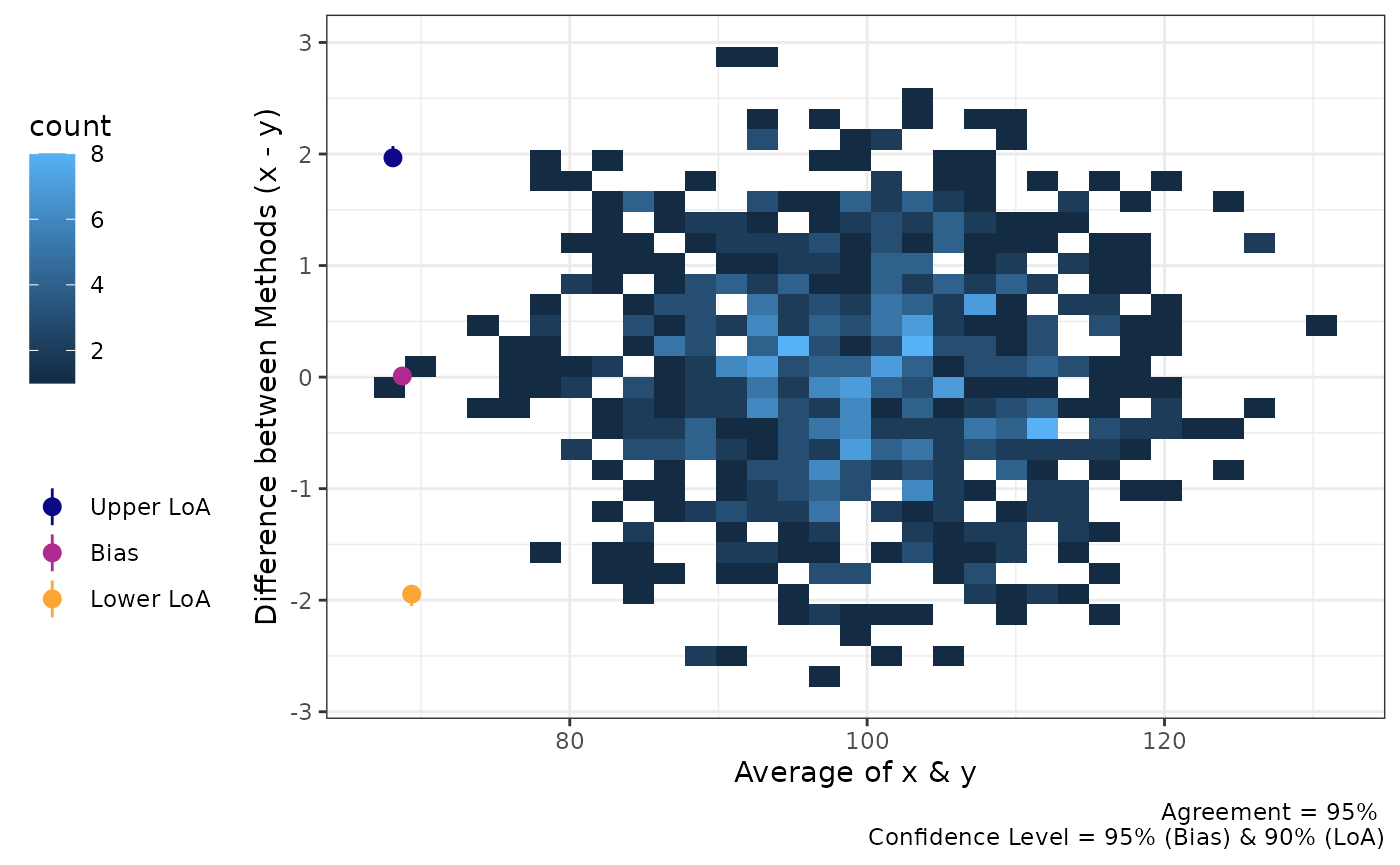 count
8
6
4
2
Upper LoA
Bias
Lower LoA
Difference between Methods (x - y)
3
2
1
0
-1
-2
-3
80
100
120
Average of x & y
Agreement = 95%
Confidence Level = 95% (Bias) & 90% (LoA)